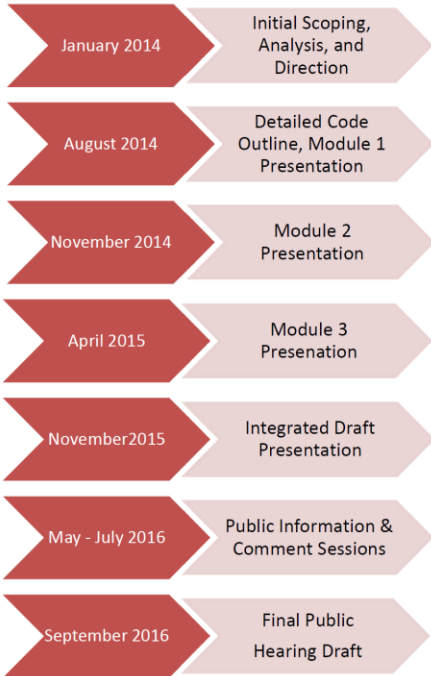 January 2014
Initial Scoping,
Analysis, and
Direction
August 2014
Detailed Code
Outline, Module 1
Presentation
November 2014
Module 2
Presentation
April 2015
Module 3
Presenation
November2015
Integrated Draft
Presentation
May - July 2016
Public Information &
Comment Sessions
September 2016
Final Public
Hearing Draft